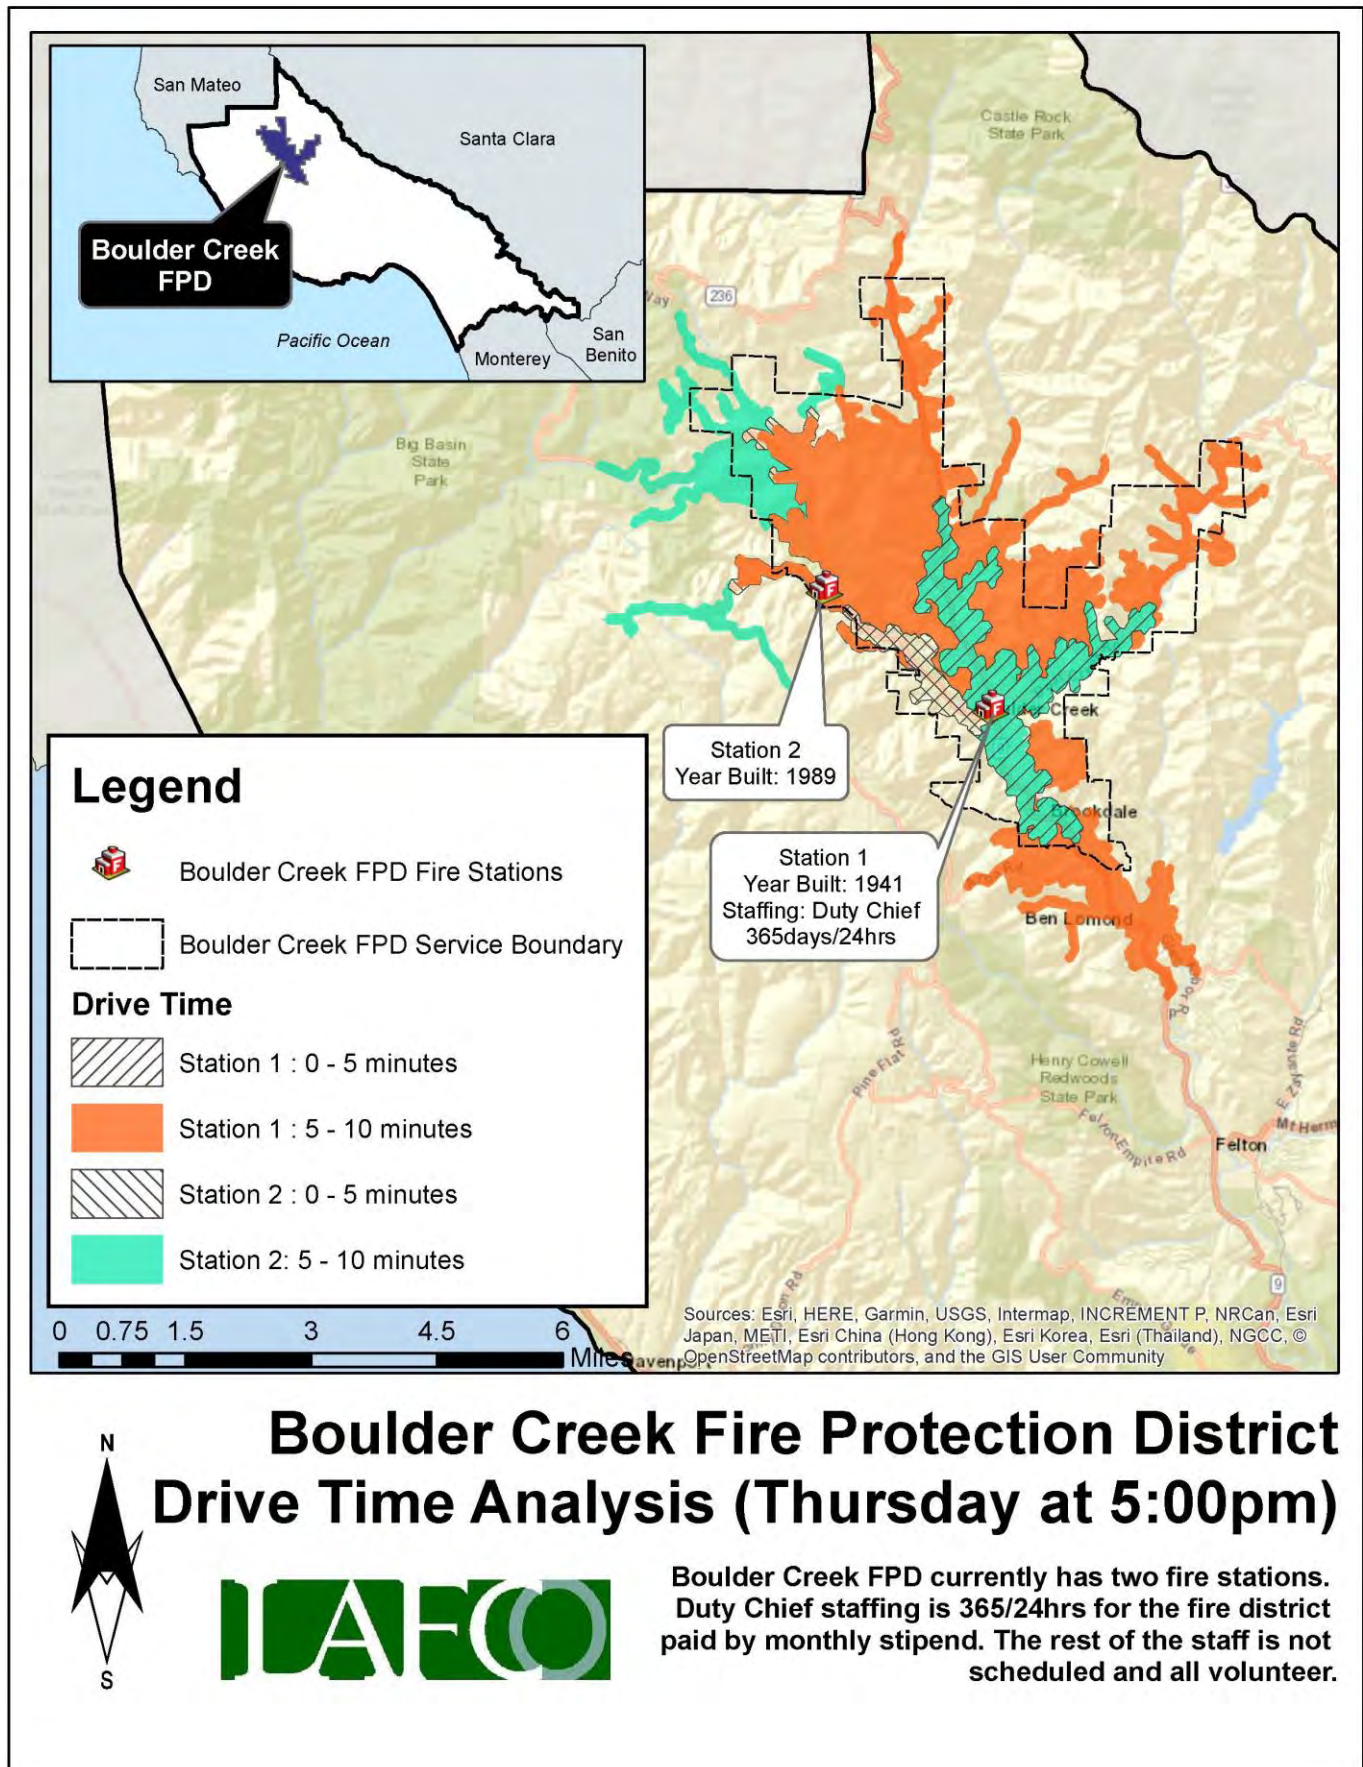 San Mateo
Santa Clara
Boulder Creek
FPD
Pacific Ocean
Monterey
San
Benito
Castle Rock
State Park
Way
236
Big Basin
State
Park
Station 2
Year Built: 1989
Creek
Brookdale
Station 1
Year Built: 1941
Staffing: Duty Chief
365days/24hrs
Ben Lomond
Legend
Boulder Creek FPD Fire Stations
Boulder Creek FPD Service Boundary
Drive Time
Station 1 : 0 - 5 minutes
Station 1 : 5 - 10 minutes
Station 2 : 0 - 5 minutes
Station 2: 5 - 10 minutes
Pine Flat Rd
Henry Cowell
Redwoods
State Park
Felton Empire Rd
E Zayante Rd
Mt Herm
Felton
9
Sources: Esri, HERE, Garmin, USGS, Intermap, INCREMENT P, NRCan, Esri
Japan, METI, Esri China (Hong Kong), Esri Korea, Esri (Thailand), NGCC, ©
OpenStreetMap contributors, and the GIS User Community
0 0.75 1.5 3 4.5 6
Miles
Boulder Creek Fire Protection District
Drive Time Analysis (Thursday at 5:00pm)
N
S
LAFCO
Boulder Creek FPD currently has two fire stations.
Duty Chief staffing is 365/24hrs for the fire district
paid by monthly stipend. The rest of the staff is not
scheduled and all volunteer.